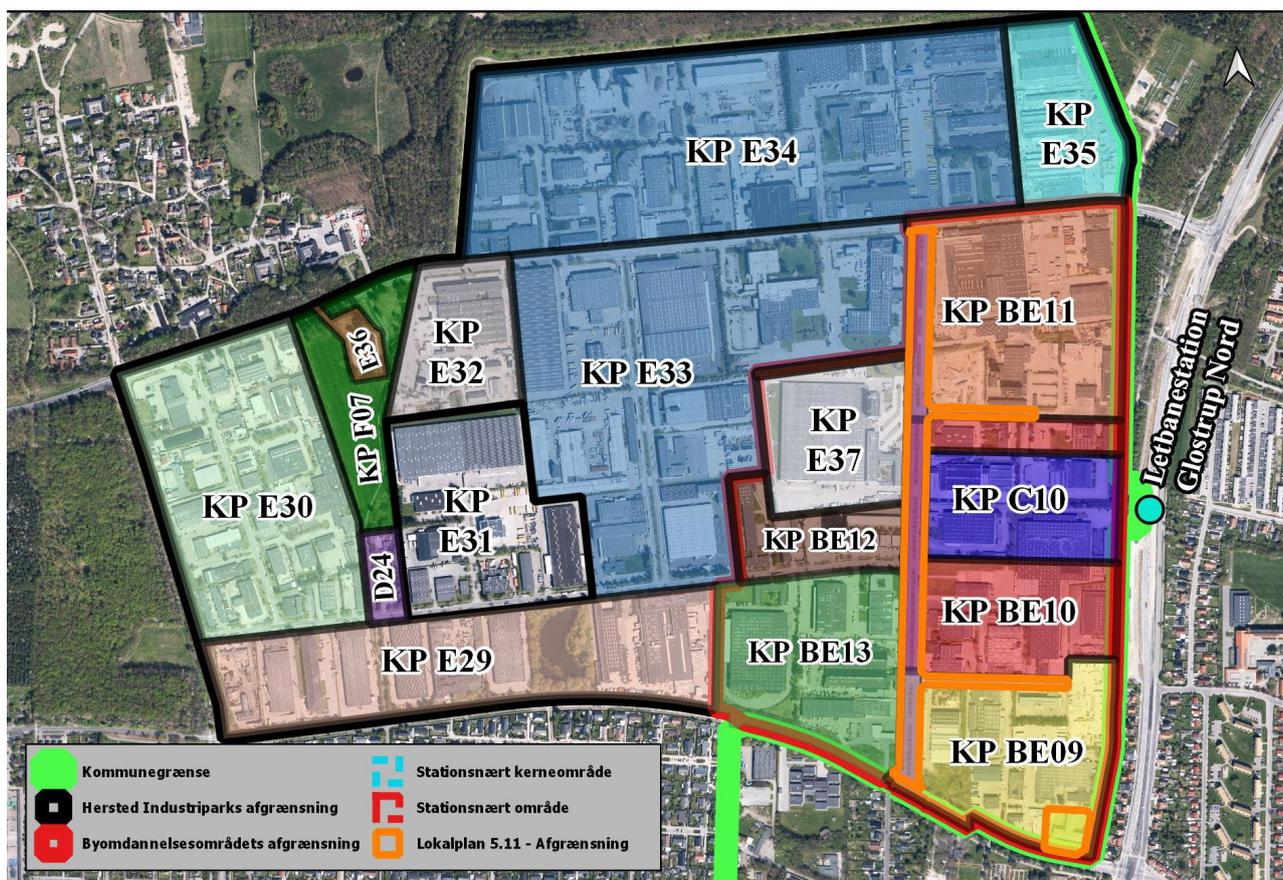 KP E34
KP
E35
KP BE11
KP
E32
E36
KP E33
KP F07
KP
E37
KP E30
KP
E31
KP C10
KP BE12
D24
KP BE10
KP BE13
KP E29
KP BE09
Letbanestation
Glostrup Nord
Kommunegrænse
Hersted Industriparks afgrænsning
Byomdannelsesområdets afgrænsning
Stationsnært kerneområde
Stationsnært område
Lokalplan 5.11 - Afgrænsning